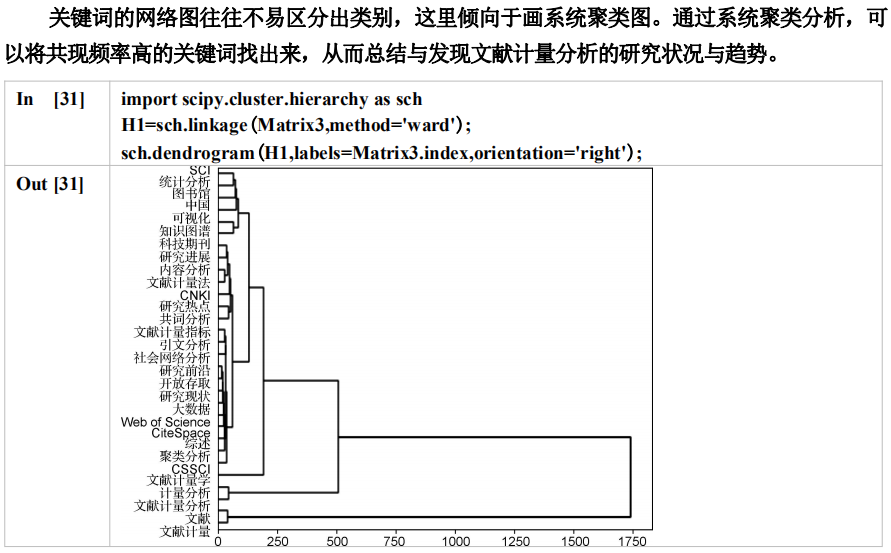 关键词的网络图往往不易区分出类别，这里倾向于画系统聚类图。通过系统聚类分析，可
以将共现频率高的关键词找出来，从而总结与发现文献计量分析的研究状况与趋势。
In [31]
import scipy.cluster.hierarchy as sch
H1=sch.linkage(Matrix3,method='ward');
sch.dendrogram(H1,labels=Matrix3.index,orientation='right');
Out [31]
SCI
统计分析
图书馆
中国
可视化
知识图谱
科技期刊
研究进展
内容分析
文献计量法
CNKI
研究热点
共词分析
文献计量指标
引文分析
社会网络分析
研究前沿
开放存取
研究现状
大数据
Web of Science
CiteSpace
综述
聚类分析
CSSCI
文献计量学
计量分析
文献计量分析
文献
文献计量
0 250 500 750 1000 1250 1500 1750